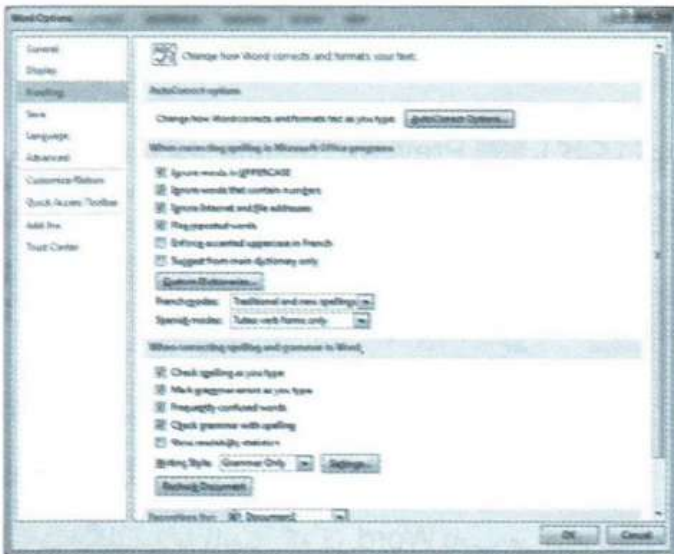 Word Options
General
Display
Proofing
Save
Language
Advanced
Customize Ribbon
Quick Access Toolbar
Add-Ins
Trust Center
Change how Word corrects and formats your text.
AutoCorrect options
Change how Word corrects and formats text as you type: AutoCorrect Options...
When correcting spelling in Microsoft Office programs
Ignore words in UPPERCASE
Ignore words that contain numbers
Ignore Internet and file addresses
Flag repeated words
Enforce accented uppercase in French
Suggest from main dictionary only
Custom Dictionaries...
French modes: Traditional and new spellings
Spanish modes: Tuteo verb forms only
When correcting spelling and grammar in Word
Check spelling as you type
Mark grammar errors as you type
Frequently confused words
Check grammar with spelling
Show readability statistics
Writing Style: Grammar Only Settings...
Recheck Document
Exceptions for: Document2
OK Cancel